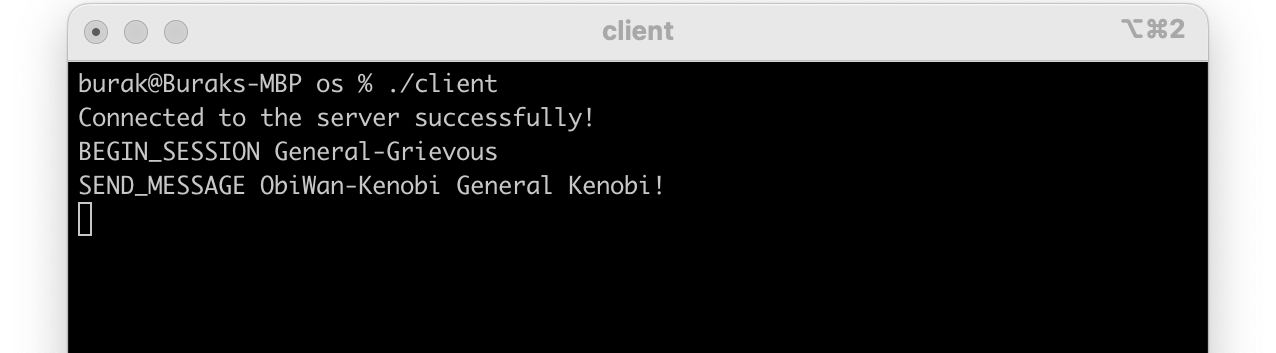 client ⌥⌘2
burak@Buraks-MBP os % ./client
Connected to the server successfully!
BEGIN_SESSION General-Grievous
SEND_MESSAGE ObiWan-Kenobi General Kenobi!